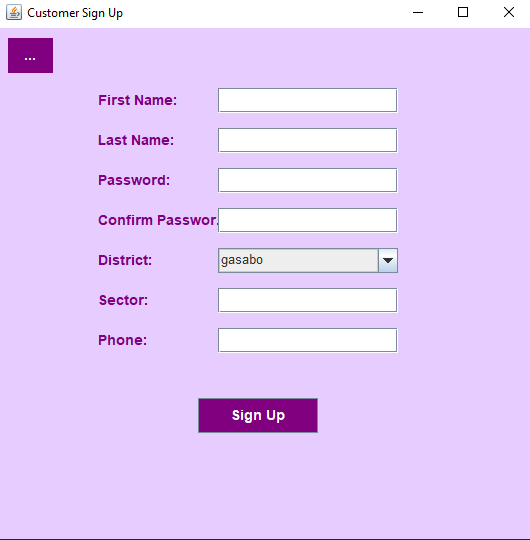 Customer Sign Up
...
First Name:
Last Name:
Password:
Confirm Passwor.
District: gasabo
Sector:
Phone:
Sign Up